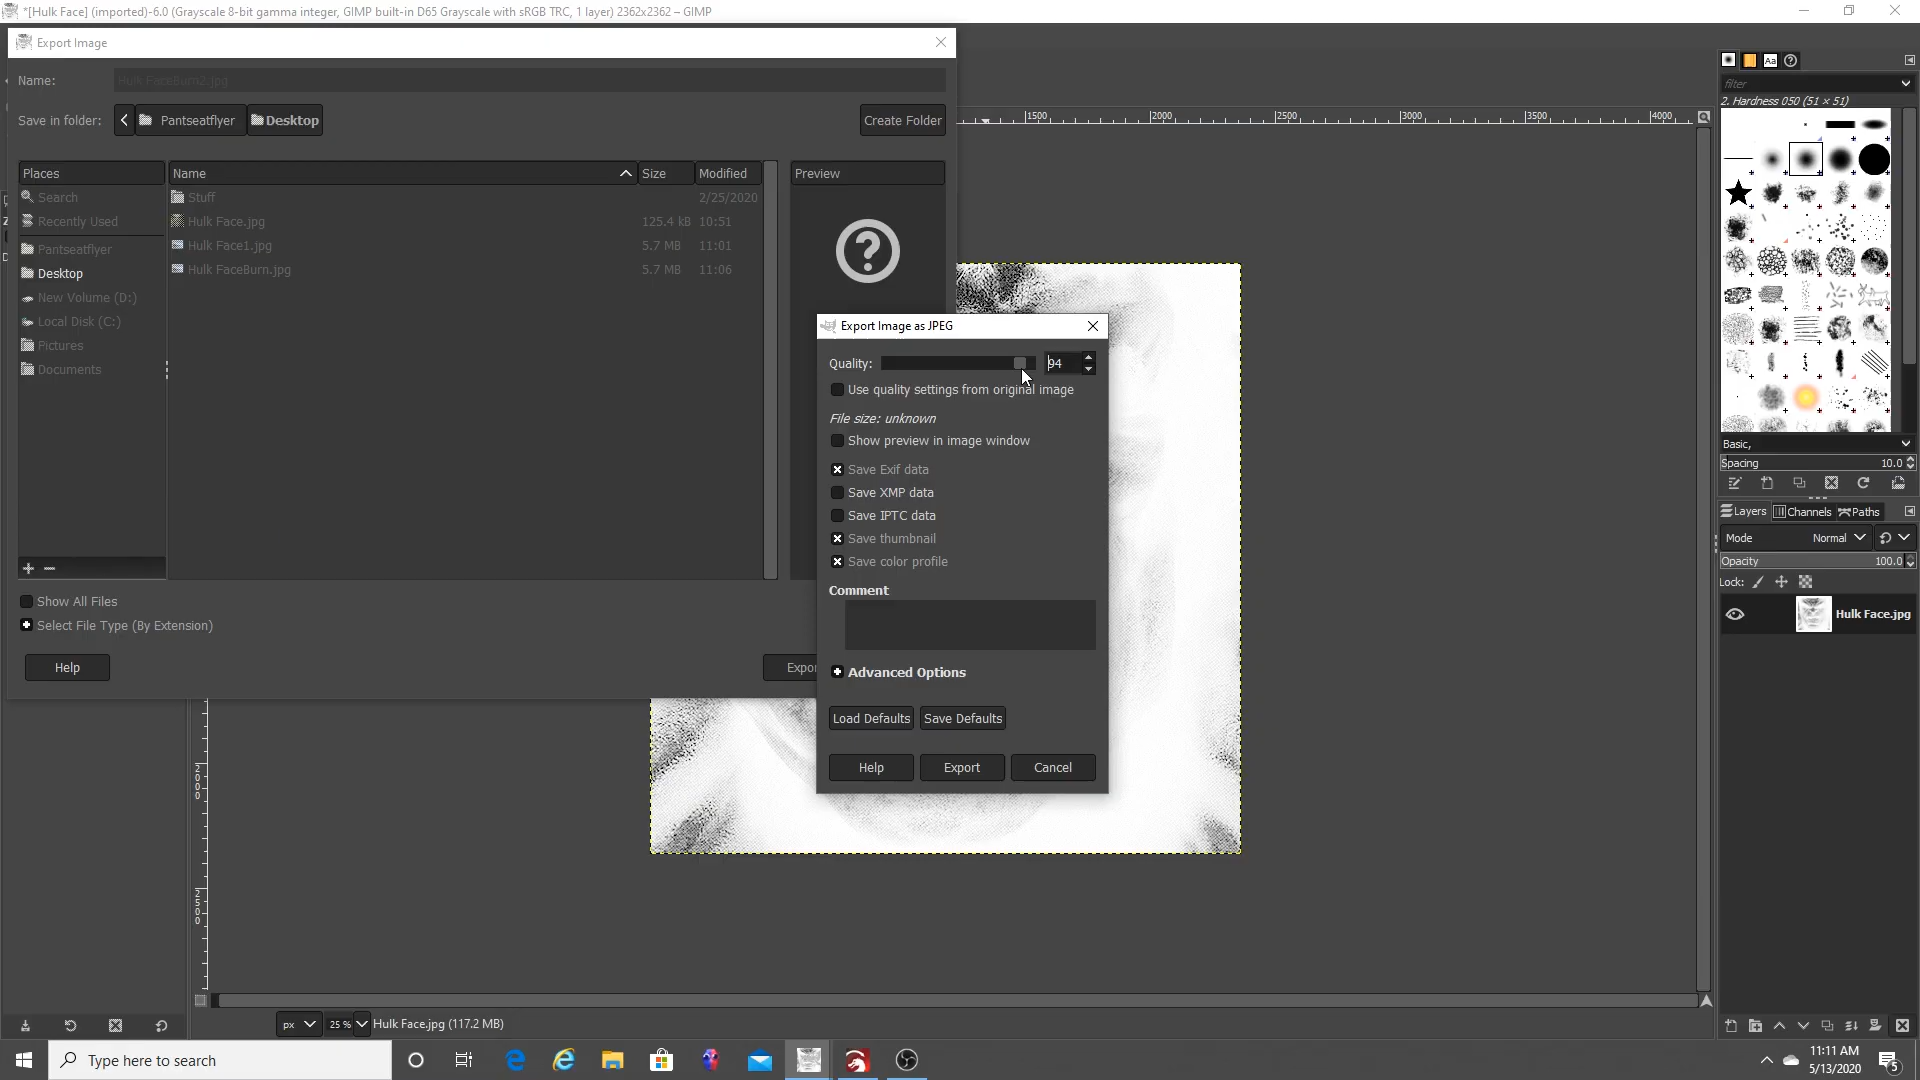 *[Hulk Face] (imported)-6.0 (Grayscale 8-bit gamma integer, GIMP built-in D65 Grayscale with sRGB TRC, 1 layer) 2362x2362 – GIMP
Export Image
Name: Hulk FaceBurn2.jpg
Save in folder: Pantseatflyer Desktop
Create Folder
Places
Search
Recently Used
Pantseatflyer
Desktop
New Volume (D:)
Local Disk (C:)
Pictures
Documents
Name Size Modified
Stuff 2/25/2020
Hulk Face.jpg 125.4 kB 10:51
Hulk Face1.jpg 5.7 MB 11:01
Hulk FaceBurn.jpg 5.7 MB 11:06
Preview
Show All Files
Select File Type (By Extension)
Help
Expor
Export Image as JPEG
Quality: 94
Use quality settings from original image
File size: unknown
Show preview in image window
Save Exif data
Save XMP data
Save IPTC data
Save thumbnail
Save color profile
Comment
Advanced Options
Load Defaults Save Defaults
Help Export Cancel
1500 2000 2500 3000 3500 4000
2000
2500
filter
2. Hardness 050 (51 × 51)
Basic,
Spacing 10.0
Layers Channels Paths
Mode Normal
Opacity 100.0
Lock:
Hulk Face.jpg
px 25 % Hulk Face.jpg (117.2 MB)
Type here to search
11:11 AM
5/13/2020
5